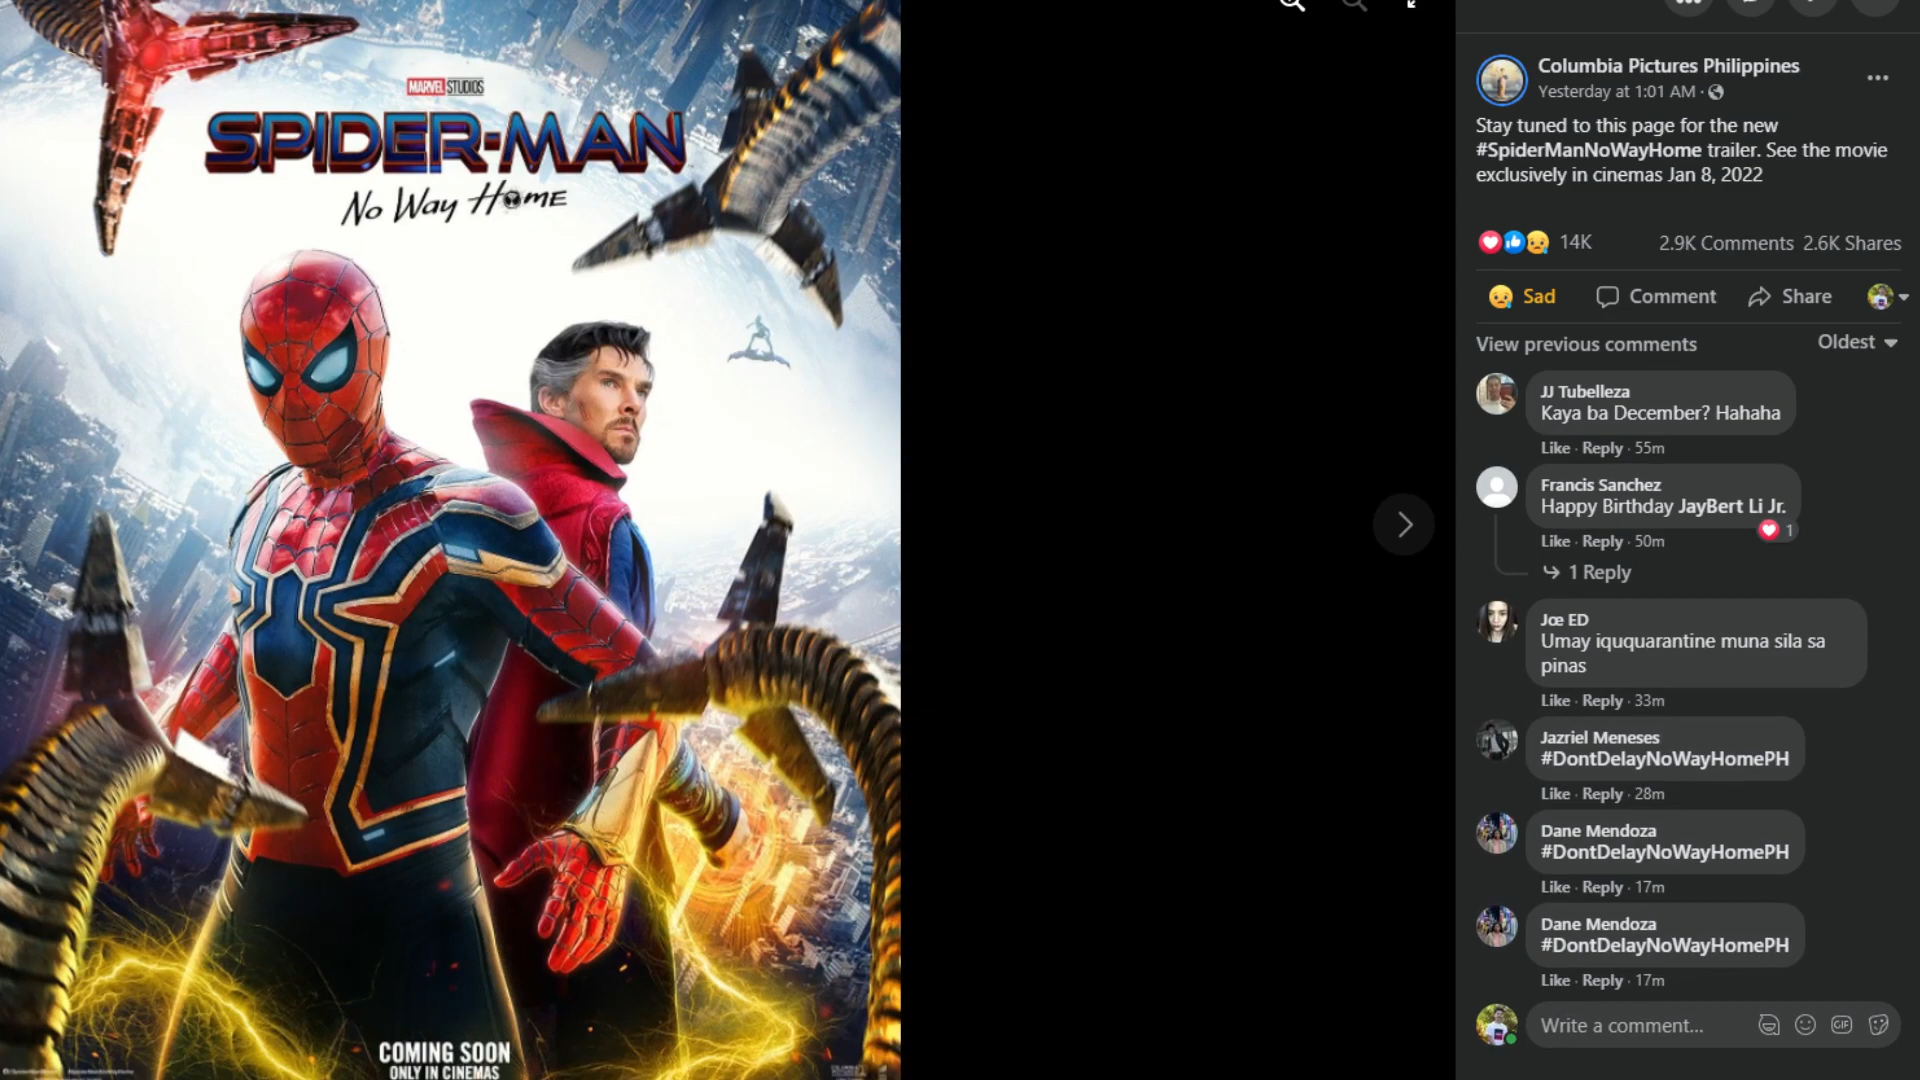 MARVEL STUDIOS
SPIDER-MAN
No Way Home
COMING SOON
ONLY IN CINEMAS
Columbia Pictures Philippines
Yesterday at 1:01 AM ·
Stay tuned to this page for the new
#SpiderManNoWayHome trailer. See the movie
exclusively in cinemas Jan 8, 2022
14K 2.9K Comments 2.6K Shares
Sad Comment Share
View previous comments Oldest
JJ Tubelleza
Kaya ba December? Hahaha
Like · Reply · 55m
Francis Sanchez
Happy Birthday JayBert Li Jr.
1
Like · Reply · 50m
1 Reply
Jœ ED
Umay iququarantine muna sila sa
pinas
Like · Reply · 33m
Jazriel Meneses
#DontDelayNoWayHomePH
Like · Reply · 28m
Dane Mendoza
#DontDelayNoWayHomePH
Like · Reply · 17m
Dane Mendoza
#DontDelayNoWayHomePH
Like · Reply · 17m
Write a comment...
GIF